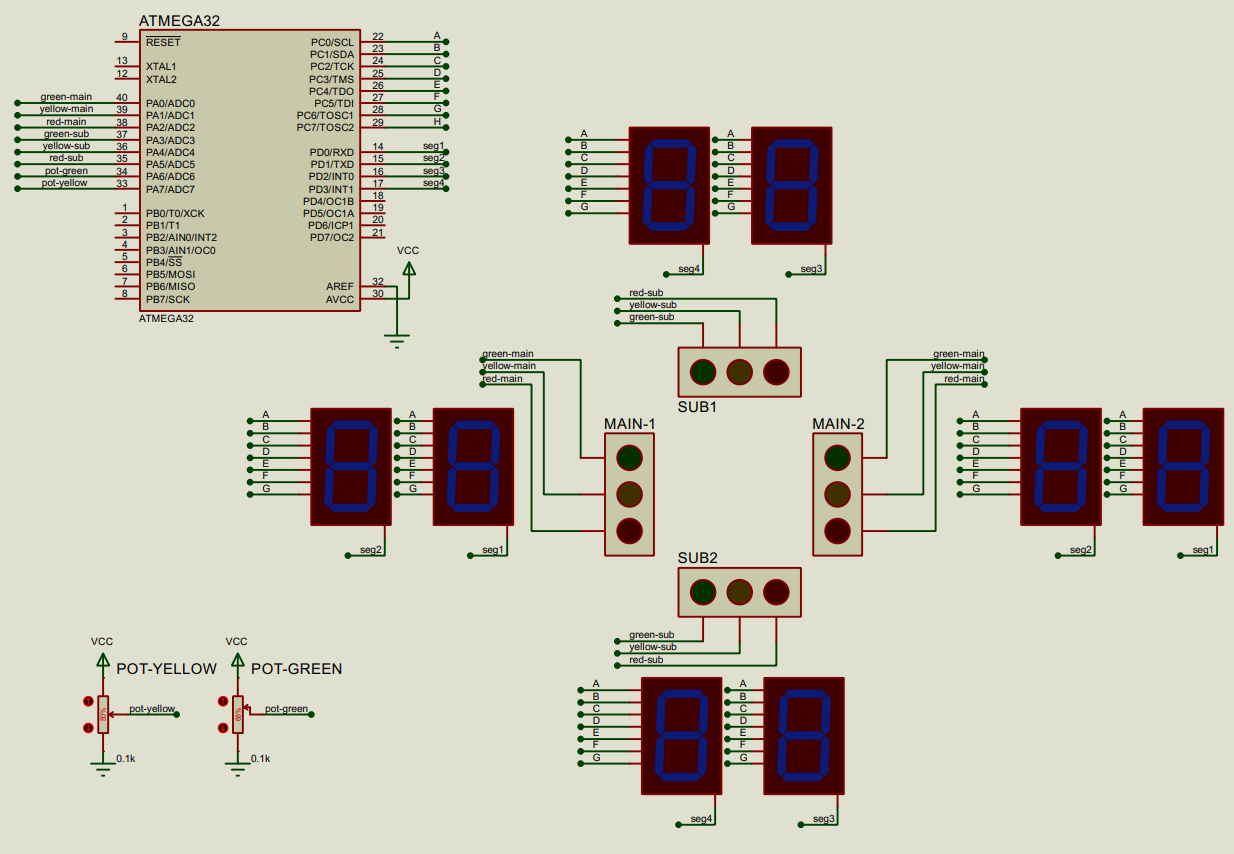 ATMEGA32
9 RESET
13 XTAL1
12 XTAL2
green-main 40 PA0/ADC0
yellow-main 39 PA1/ADC1
red-main 38 PA2/ADC2
green-sub 37 PA3/ADC3
yellow-sub 36 PA4/ADC4
red-sub 35 PA5/ADC5
pot-green 34 PA6/ADC6
pot-yellow 33 PA7/ADC7
1 PB0/T0/XCK
2 PB1/T1
3 PB2/AIN0/INT2
4 PB3/AIN1/OC0
5 PB4/SS
6 PB5/MOSI
7 PB6/MISO
8 PB7/SCK
PC0/SCL 22 A
PC1/SDA 23 B
PC2/TCK 24 C
PC3/TMS 25 D
PC4/TDO 26 E
PC5/TDI 27 F
PC6/TOSC1 28 G
PC7/TOSC2 29 H
PD0/RXD 14 seg1
PD1/TXD 15 seg2
PD2/INT0 16 seg3
PD3/INT1 17 seg4
PD4/OC1B 18
PD5/OC1A 19
PD6/ICP1 20
PD7/OC2 21
AREF 32
AVCC 30
VCC
ATMEGA32
A A
B B
C C
D D
E E
F F
G G
seg4 seg3
red-sub
yellow-sub
green-sub
SUB1
green-main
yellow-main
red-main
MAIN-1
green-main
yellow-main
red-main
MAIN-2
A A
B B
C C
D D
E E
F F
G G
seg2 seg1
A A
B B
C C
D D
E E
F F
G G
seg2 seg1
SUB2
green-sub
yellow-sub
red-sub
A A
B B
C C
D D
E E
F F
G G
seg4 seg3
VCC
POT-YELLOW
50%
pot-yellow
0.1k
VCC
POT-GREEN
pot-green
0.1k